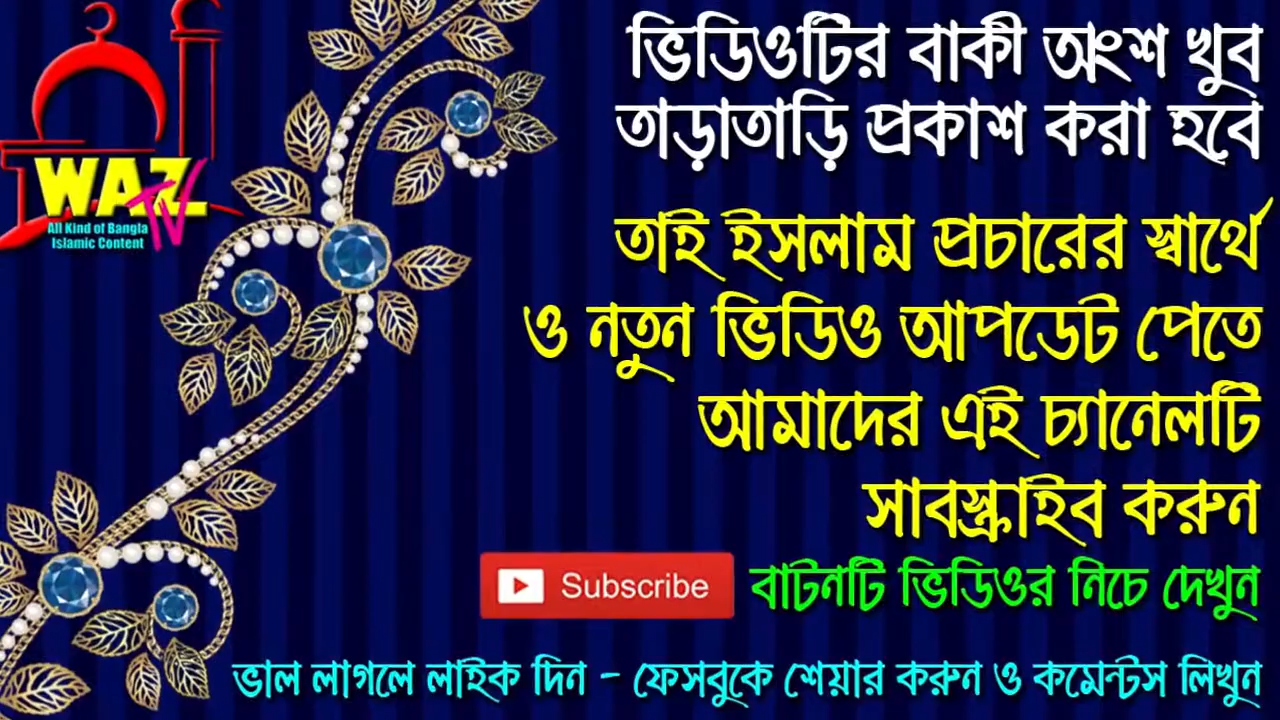 ভিডিওটির বাকী অংশ খুব
তাড়াতাড়ি প্রকাশ করা হবে
WAZ
TV
All Kind of Bangla
Islamic Content
তাই ইসলাম প্রচারের স্বার্থে
ও নতুন ভিডিও আপডেট পেতে
আমাদের এই চ্যানেলটি
সাবস্ক্রাইব করুন
Subscribe
বাটনটি ভিডিওর নিচে দেখুন
ভাল লাগলে লাইক দিন - ফেসবুকে শেয়ার করুন ও কমেন্টস লিখুন